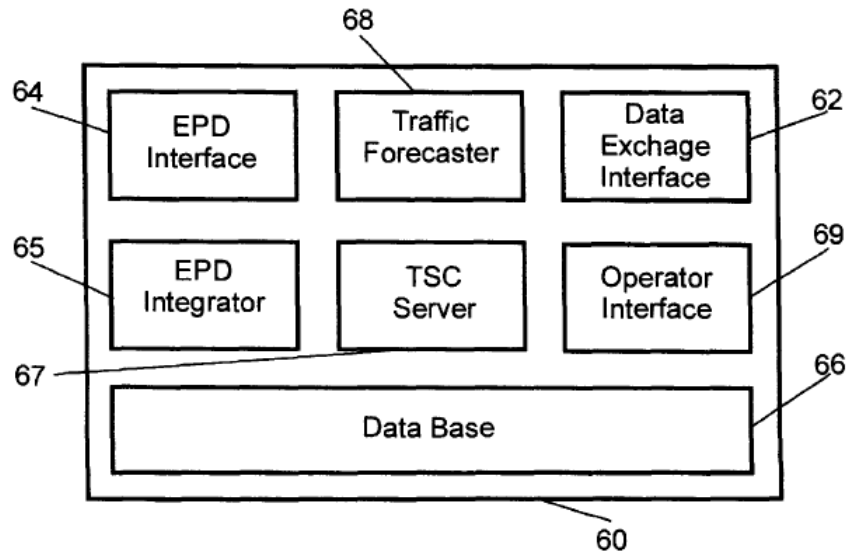 68
64
62
EPD
Interface
Traffic
Forecaster
Data
Exchage
Interface
65
69
EPD
Integrator
TSC
Server
Operator
Interface
67
66
Data Base
60